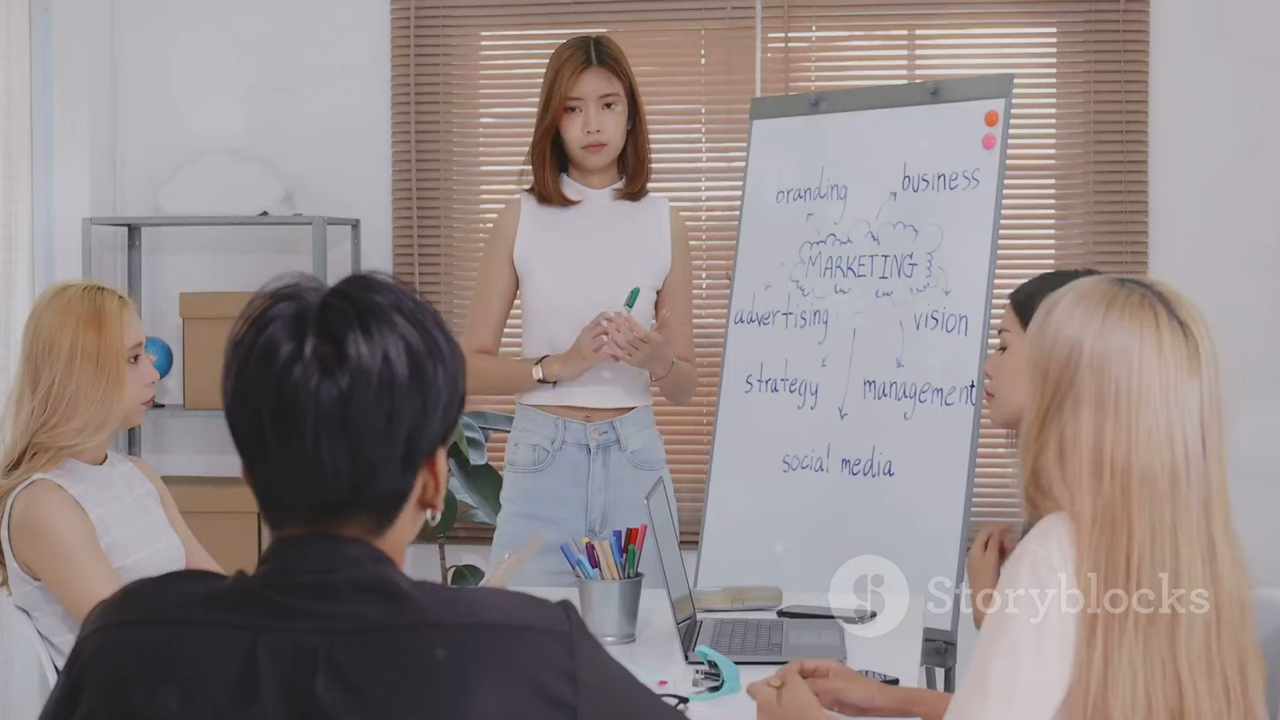 branding business
MARKETING
advertising vision
strategy management
social media
Storyblocks